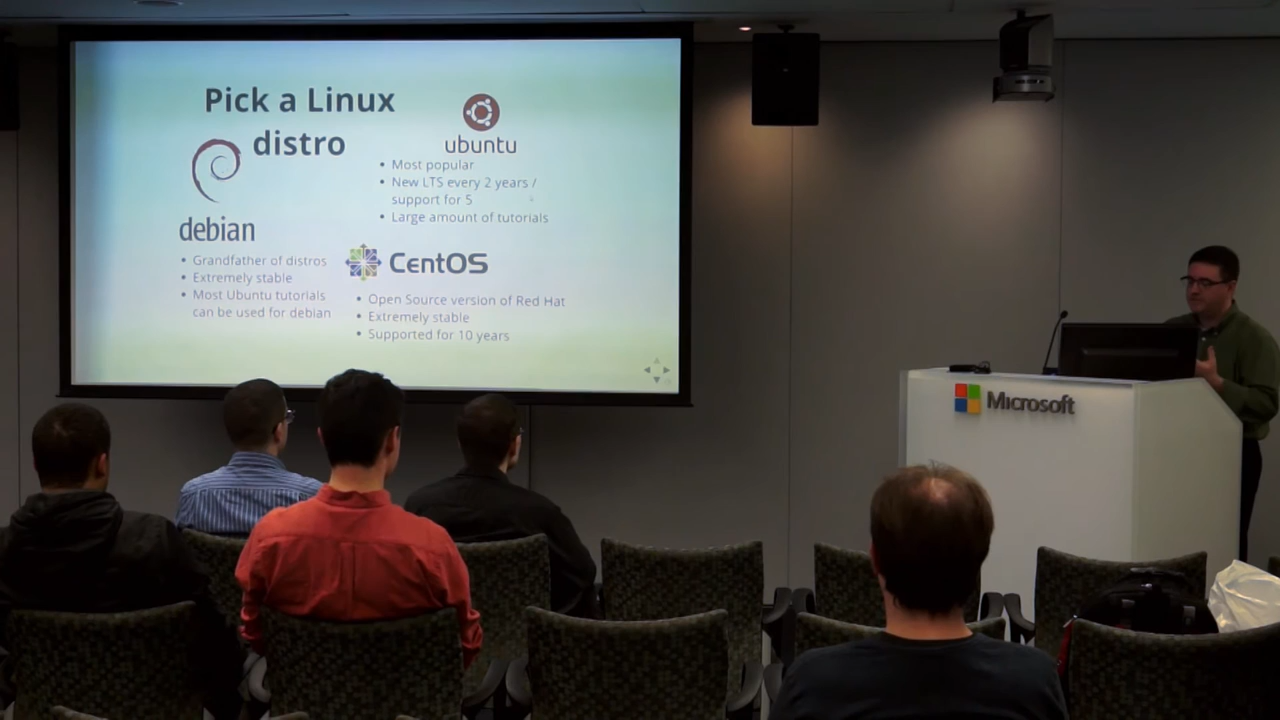 Pick a Linux
distro
debian
• Grandfather of distros
• Extremely stable
• Most Ubuntu tutorials
can be used for debian
ubuntu
• Most popular
• New LTS every 2 years /
support for 5
• Large amount of tutorials
CentOS
• Open Source version of Red Hat
• Extremely stable
• Supported for 10 years
Microsoft